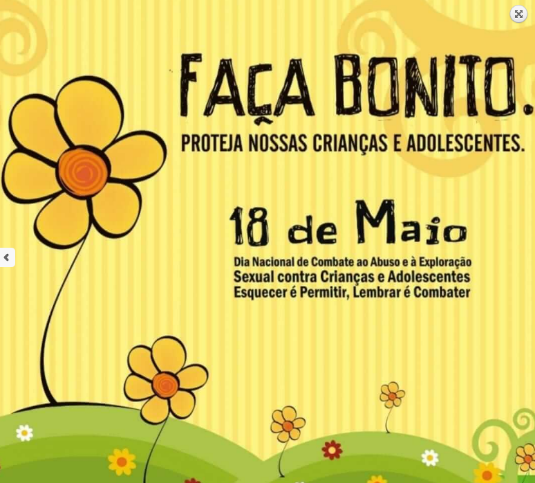 FAÇA BONITO.
PROTEJA NOSSAS CRIANÇAS E ADOLESCENTES.
18 de Maio
Dia Nacional de Combate ao Abuso e à Exploração
Sexual contra Crianças e Adolescentes
Esquecer é Permitir, Lembrar é Combater